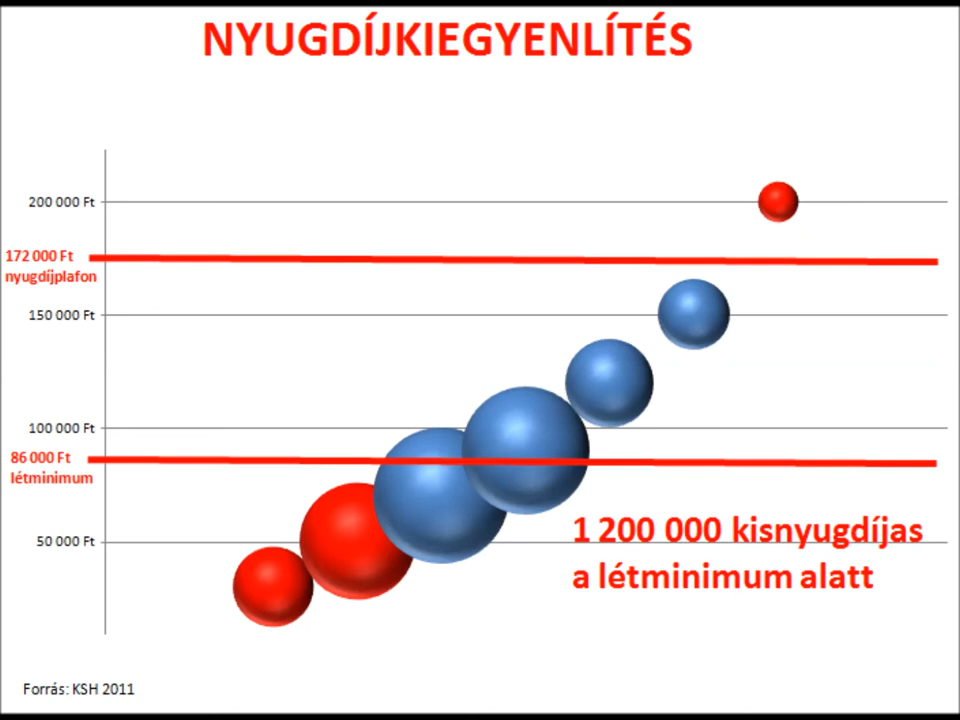 NYUGDÍJKIEGYENLÍTÉS
200 000 Ft
172 000 Ft
nyugdíjplafon
150 000 Ft
100 000 Ft
86 000 Ft
létminimum
50 000 Ft
1 200 000 kisnyugdíjas
a létminimum alatt
Forrás: KSH 2011